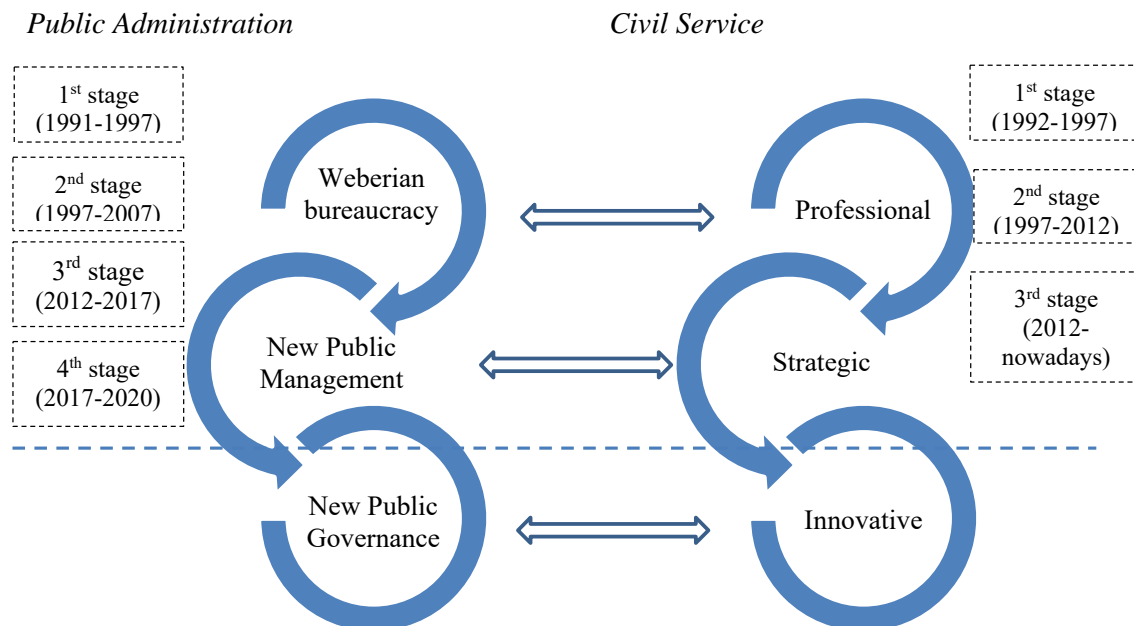 Public Administration
Civil Service
1st stage
(1991-1997)
2nd stage
(1997-2007)
3rd stage
(2012-2017)
4th stage
(2017-2020)
Weberian
bureaucracy
New Public
Management
New Public
Governance
Professional
Strategic
Innovative
1st stage
(1992-1997)
2nd stage
(1997-2012)
3rd stage
(2012-
nowadays)